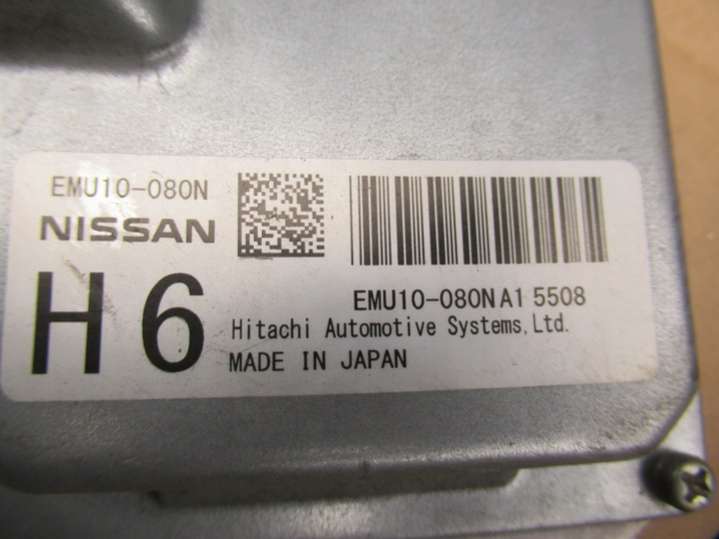 EMU10-080N
NISSAN
H6
EMU10-080NA1 5508
Hitachi Automotive Systems,Ltd.
MADE IN JAPAN